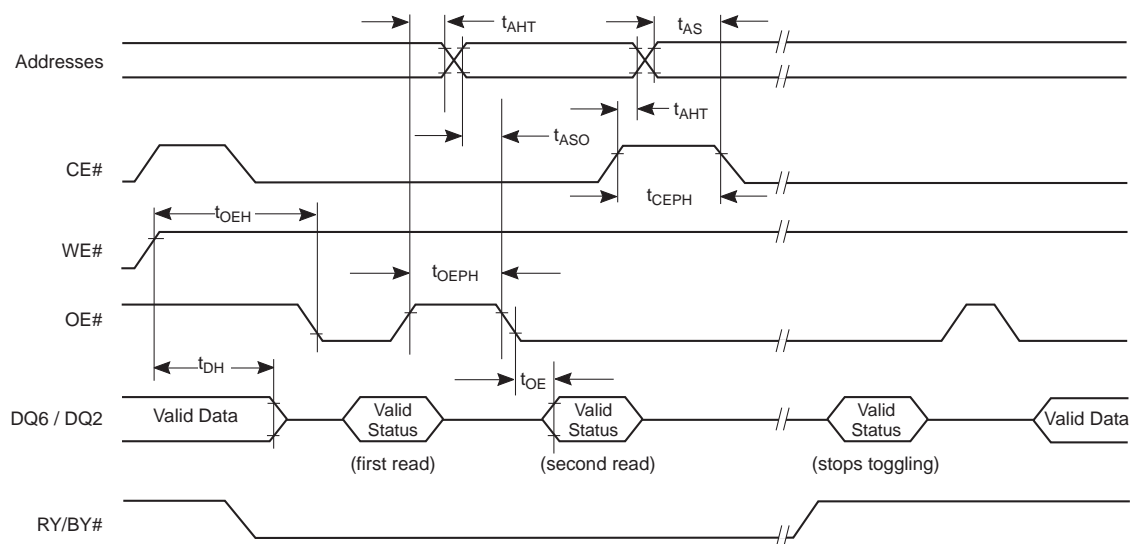 tAHT
tAS
Addresses
tAHT
tASO
CE#
tCEPH
tOEH
WE#
tOEPH
OE#
tDH
tOE
DQ6 / DQ2
Valid Data
Valid
Status
Valid
Status
Valid
Status
Valid Data
(first read)
(second read)
(stops toggling)
RY/BY#